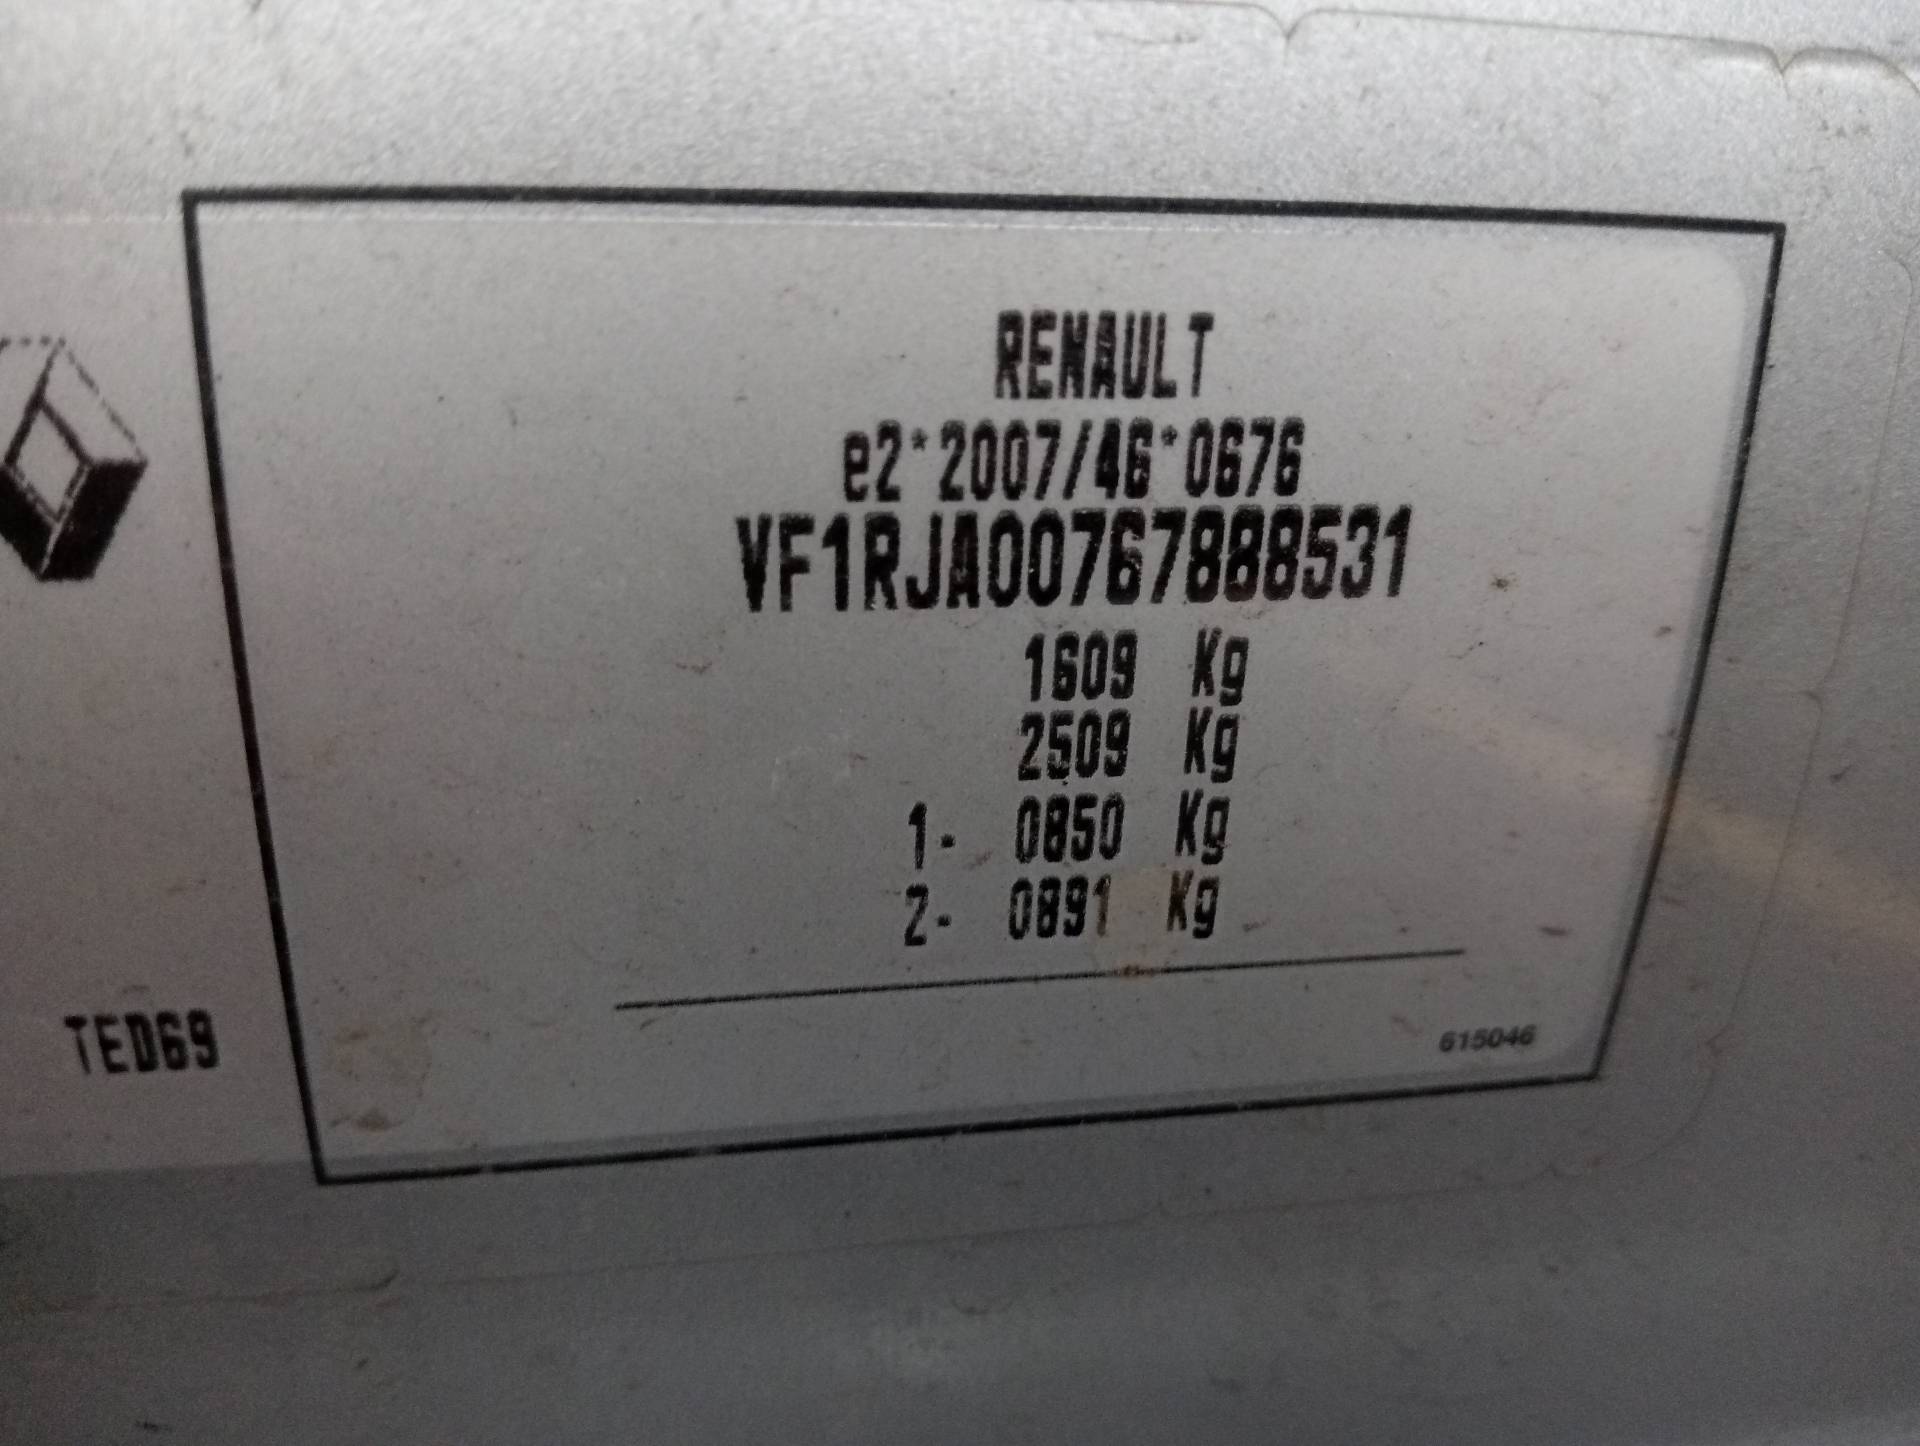 RENAULT
e2*2007/46*0676
VF1RJA00767888531
1609 Kg
2509 Kg
1- 0850 Kg
2- 0891 Kg
TED69
615046